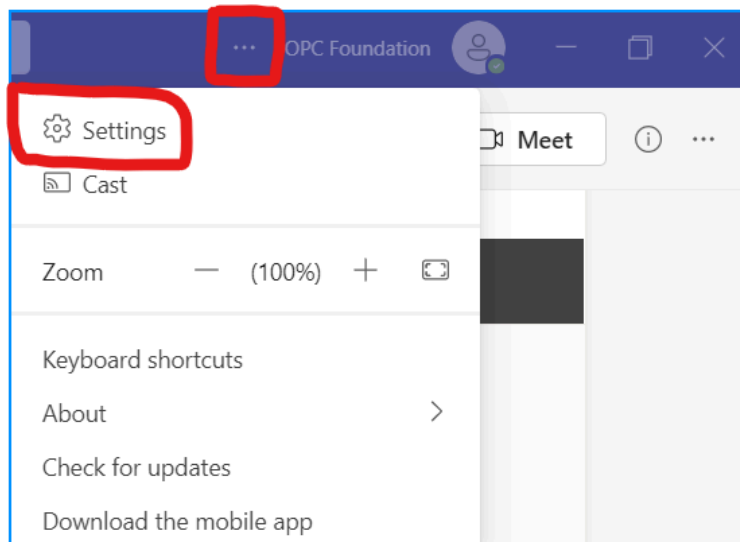 ... OPC Foundation
Settings
Meet ...
Cast
Zoom — (100%) +
Keyboard shortcuts
About >
Check for updates
Download the mobile app